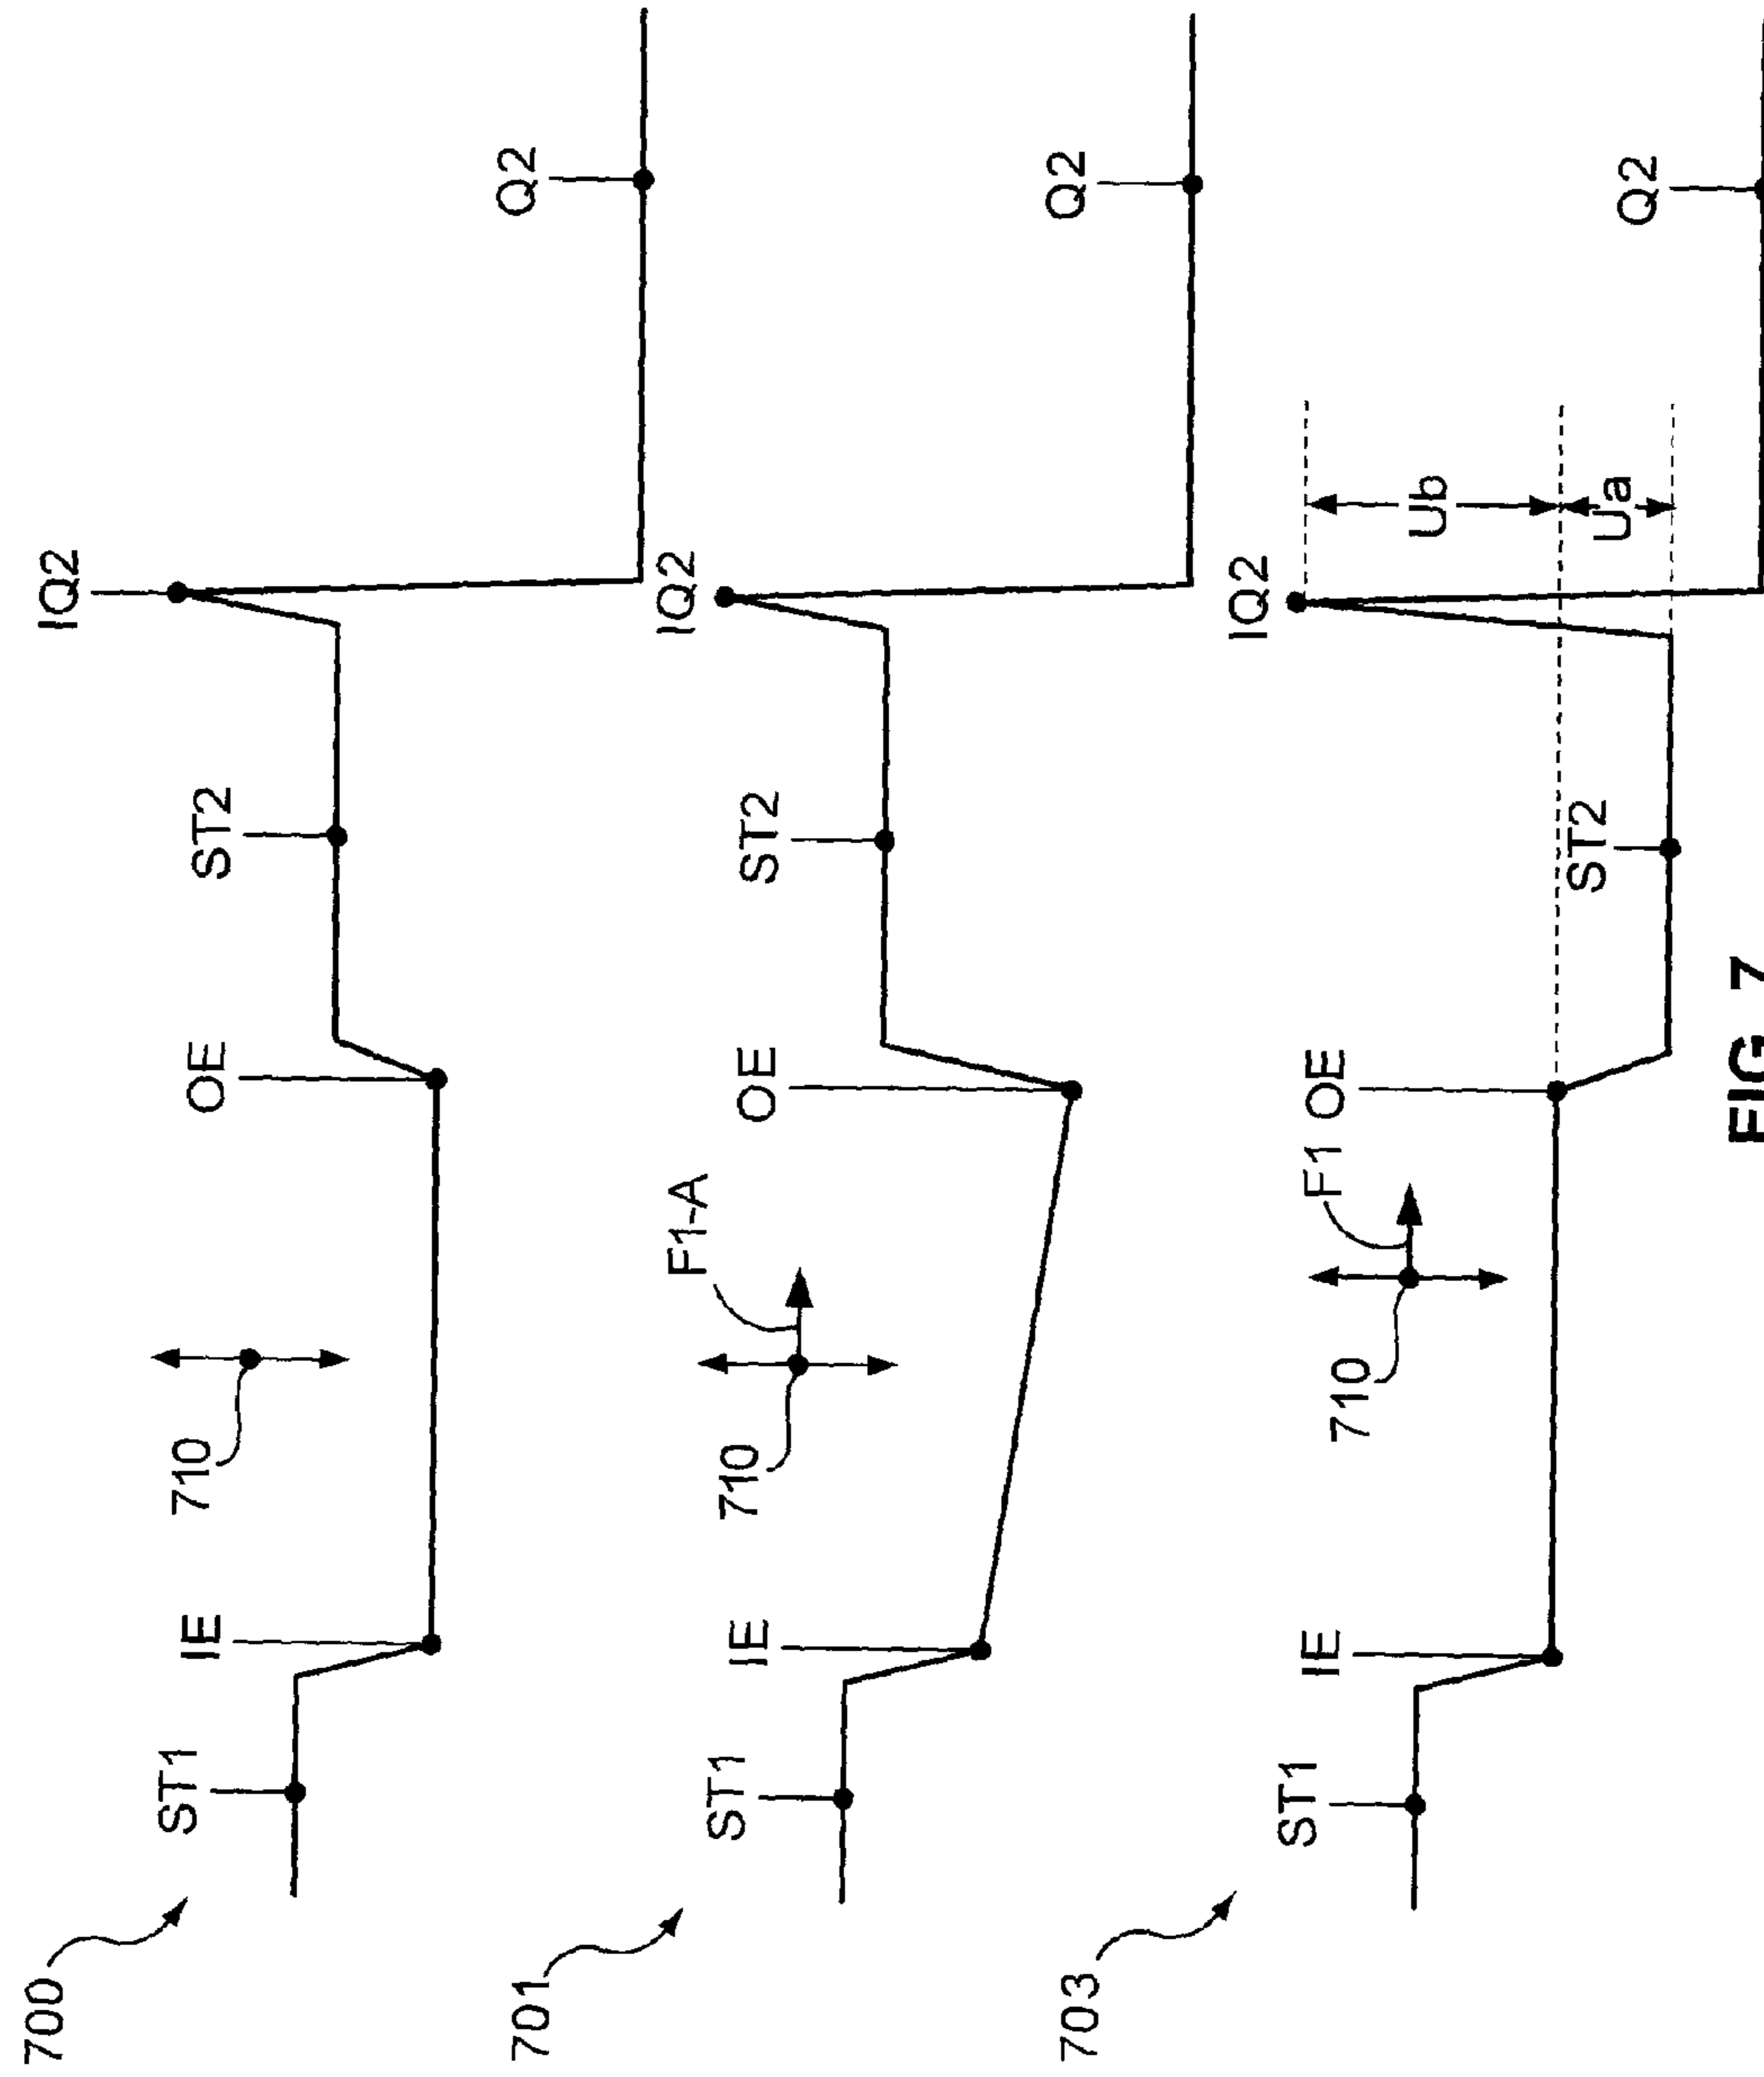 700
ST1
IE
710
OE
ST2
IQ2
Q2
701
ST1
IE
710
F1-A
OE
ST2
IQ2
Q2
703
ST1
IE
710
F1
OE
ST2
IQ2
Ub
Ua
Q2
FIG. 7